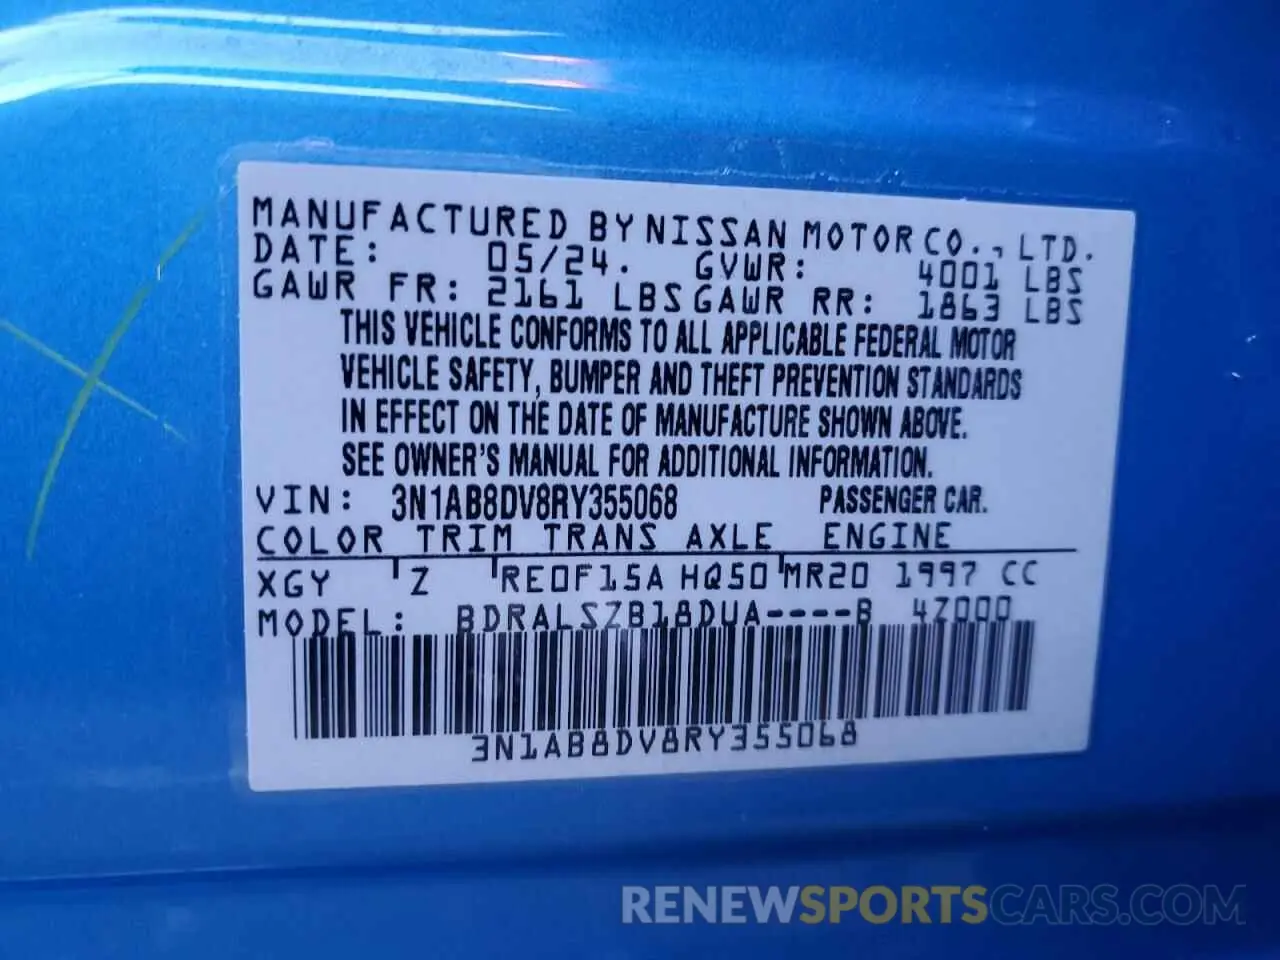 MANUFACTURED BY NISSAN MOTOR CO., LTD.
DATE: 05/24. GVWR: 4001 LBS
GAWR FR: 2161 LBS GAWR RR: 1863 LBS
THIS VEHICLE CONFORMS TO ALL APPLICABLE FEDERAL MOTOR
VEHICLE SAFETY, BUMPER AND THEFT PREVENTION STANDARDS
IN EFFECT ON THE DATE OF MANUFACTURE SHOWN ABOVE.
SEE OWNER'S MANUAL FOR ADDITIONAL INFORMATION.
VIN: 3N1AB8DV8RY355068 PASSENGER CAR.
COLOR TRIM TRANS AXLE ENGINE
XGY Z RE0F15A HQ50 MR20 1997 CC
MODEL: BDRALSZB18DUA----B 4Z000
3N1AB8DV8RY355068
RENEWSPORTSCARS.COM